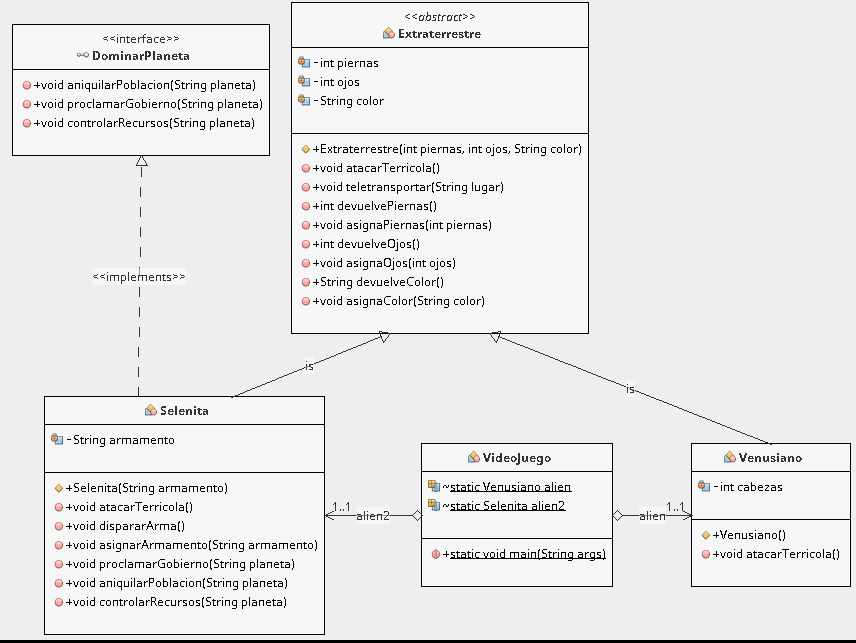 <<interface>>
DominarPlaneta
+void aniquilarPoblacion(String planeta)
+void proclamarGobierno(String planeta)
+void controlarRecursos(String planeta)
<<abstract>>
Extraterrestre
-int piernas
-int ojos
-String color
+Extraterrestre(int piernas, int ojos, String color)
+void atacarTerricola()
+void teletransportar(String lugar)
+int devuelvePiernas()
+void asignaPiernas(int piernas)
+int devuelveOjos()
+void asignaOjos(int ojos)
+String devuelveColor()
+void asignaColor(String color)
<<implements>>
is
is
Selenita
-String armamento
+Selenita(String armamento)
+void atacarTerricola()
+void dispararArma()
+void asignarArmamento(String armamento)
+void proclamarGobierno(String planeta)
+void aniquilarPoblacion(String planeta)
+void controlarRecursos(String planeta)
1..1
alien2
VideoJuego
~static Venusiano alien
~static Selenita alien2
+static void main(String args)
alien
1..1
Venusiano
-int cabezas
+Venusiano()
+void atacarTerricola()